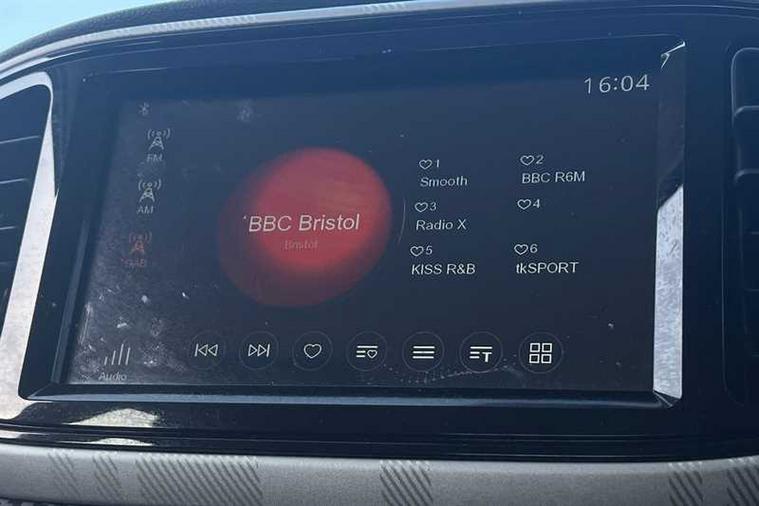 16:04
FM
AM
DAB
'BBC Bristol
Bristol
1
Smooth
2
BBC R6M
3
Radio X
4
5
KISS R&B
6
tkSPORT
T
Audio